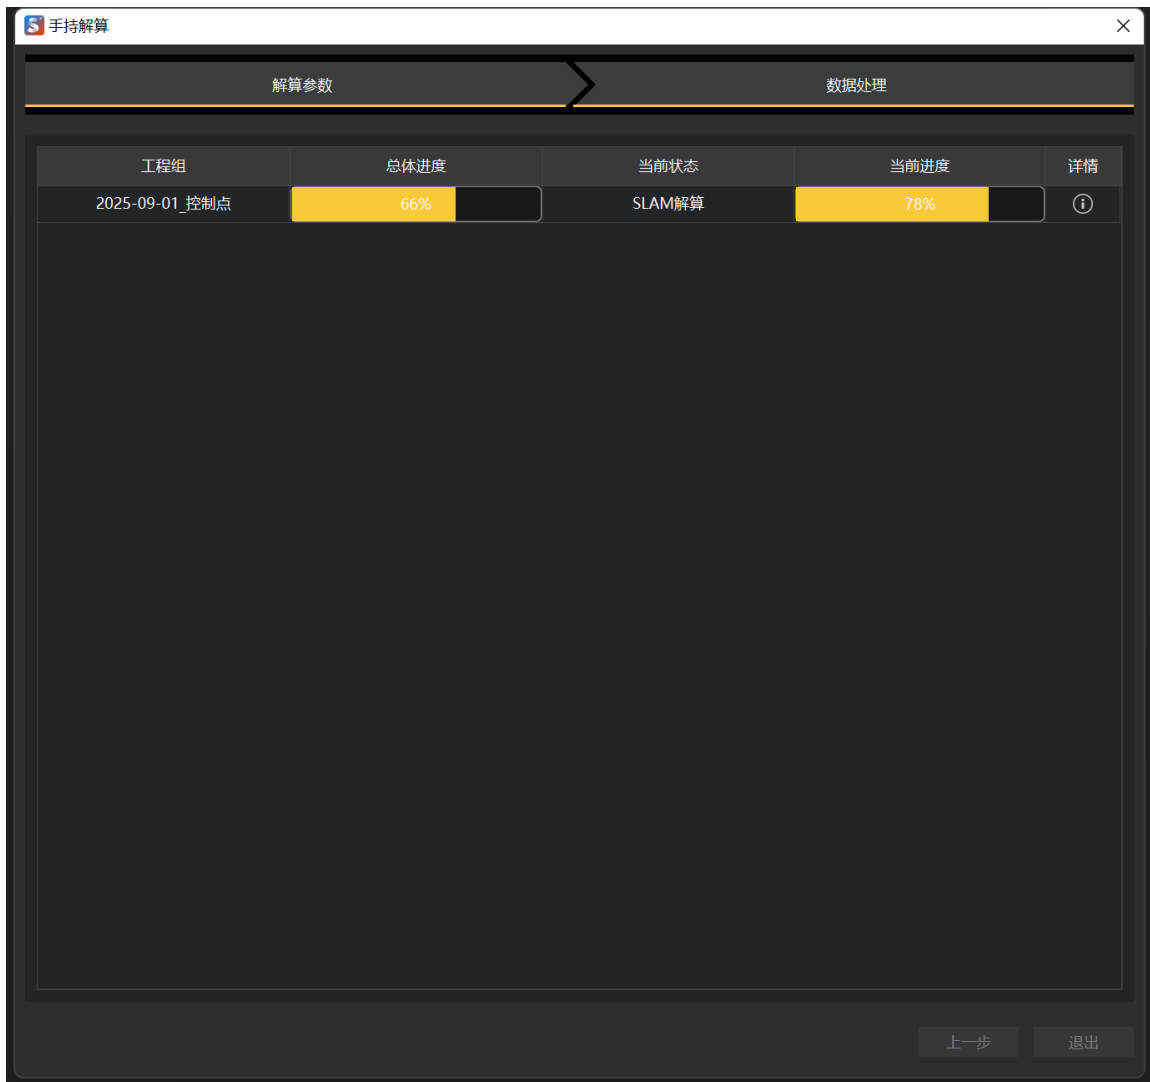 手持解算
解算参数 数据处理
工程组 总体进度 当前状态 当前进度 详情
2025-09-01_控制点 66% SLAM解算 78%
上一步 退出